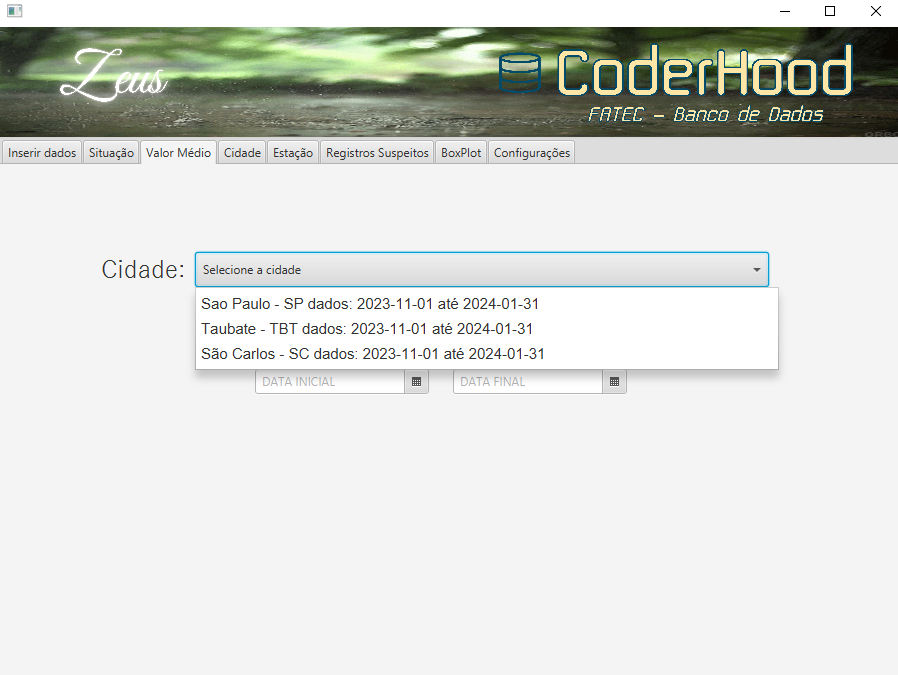 Zeus
CoderHood
FATEC - Banco de Dados
Inserir dados Situação Valor Médio Cidade Estação Registros Suspeitos BoxPlot Configurações
Cidade: Selecione a cidade
Sao Paulo - SP dados: 2023-11-01 até 2024-01-31
Taubate - TBT dados: 2023-11-01 até 2024-01-31
São Carlos - SC dados: 2023-11-01 até 2024-01-31
DATA INICIAL DATA FINAL